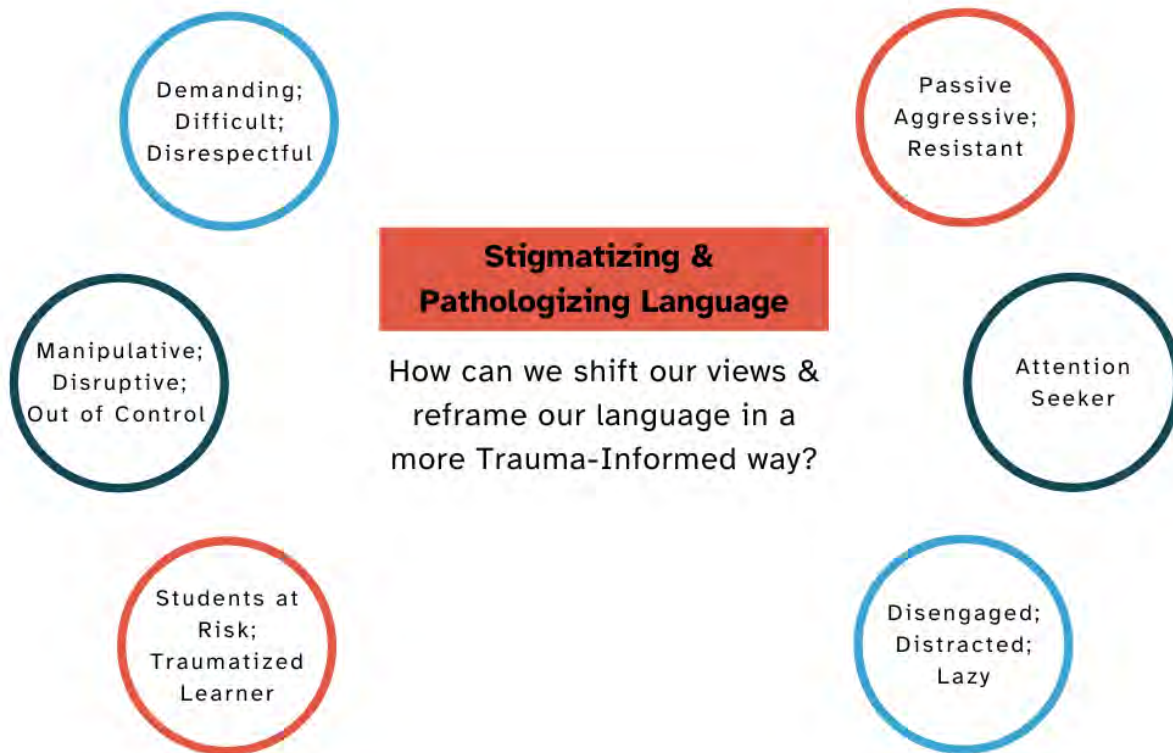 Demanding;
Difficult;
Disrespectful
Passive
Aggressive;
Resistant
Stigmatizing &
Pathologizing Language
How can we shift our views &
reframe our language in a
more Trauma-Informed way?
Manipulative;
Disruptive;
Out of Control
Attention
Seeker
Students at
Risk;
Traumatized
Learner
Disengaged;
Distracted;
Lazy